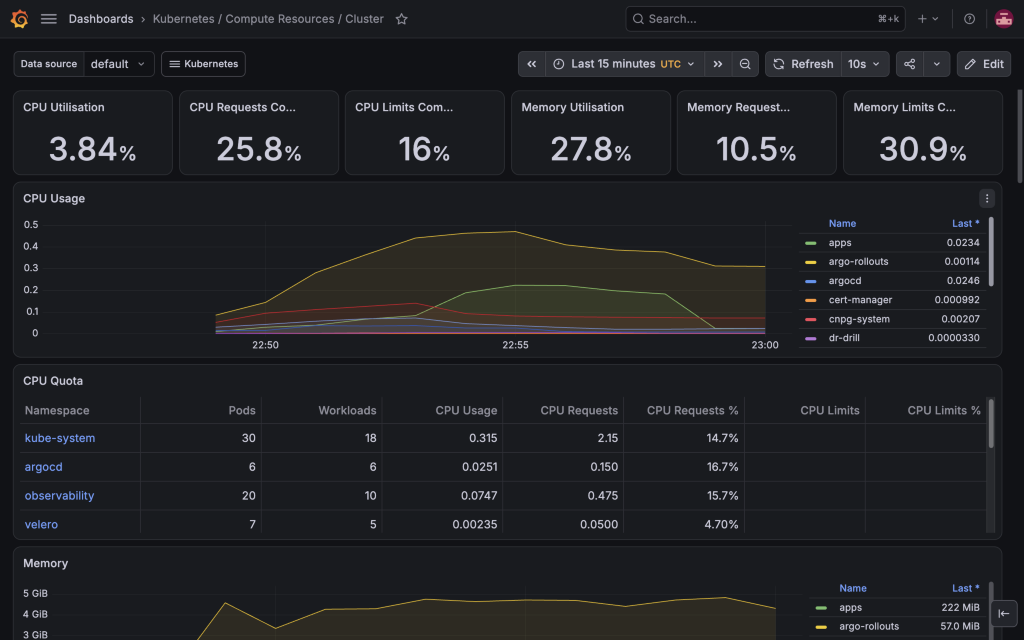 Dashboards › Kubernetes / Compute Resources / Cluster
Search... ⌘+k
Data source default Kubernetes
Last 15 minutes UTC Refresh 10s Edit
CPU Utilisation
3.84%
CPU Requests Co...
25.8%
CPU Limits Com...
16%
Memory Utilisation
27.8%
Memory Request...
10.5%
Memory Limits C...
30.9%
CPU Usage
0.5
0.4
0.3
0.2
0.1
0
22:50 22:55 23:00
Name Last *
apps 0.0234
argo-rollouts 0.00114
argocd 0.0246
cert-manager 0.000992
cnpg-system 0.00207
dr-drill 0.0000330
CPU Quota
Namespace Pods Workloads CPU Usage CPU Requests CPU Requests % CPU Limits CPU Limits %
kube-system 30 18 0.315 2.15 14.7%
argocd 6 6 0.0251 0.150 16.7%
observability 20 10 0.0747 0.475 15.7%
velero 7 5 0.00235 0.0500 4.70%
Memory
5 GiB
4 GiB
3 GiB
Name Last *
apps 222 MiB
argo-rollouts 57.0 MiB